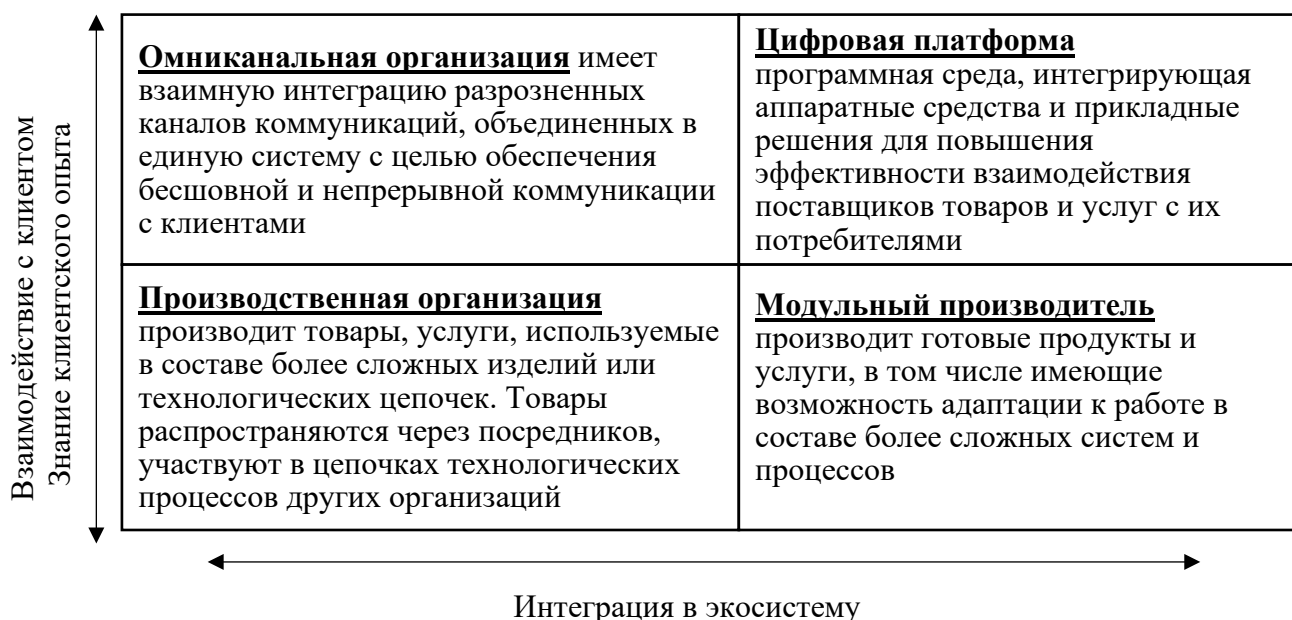 Взаимодействие с клиентом
Знание клиентского опыта
Омниканальная организация имеет
взаимную интеграцию разрозненных
каналов коммуникаций, объединенных в
единую систему с целью обеспечения
бесшовной и непрерывной коммуникации
с клиентами
Цифровая платформа
программная среда, интегрирующая
аппаратные средства и прикладные
решения для повышения
эффективности взаимодействия
поставщиков товаров и услуг с их
потребителями
Производственная организация
производит товары, услуги, используемые
в составе более сложных изделий или
технологических цепочек. Товары
распространяются через посредников,
участвуют в цепочках технологических
процессов других организаций
Модульный производитель
производит готовые продукты и
услуги, в том числе имеющие
возможность адаптации к работе в
составе более сложных систем и
процессов
Интеграция в экосистему